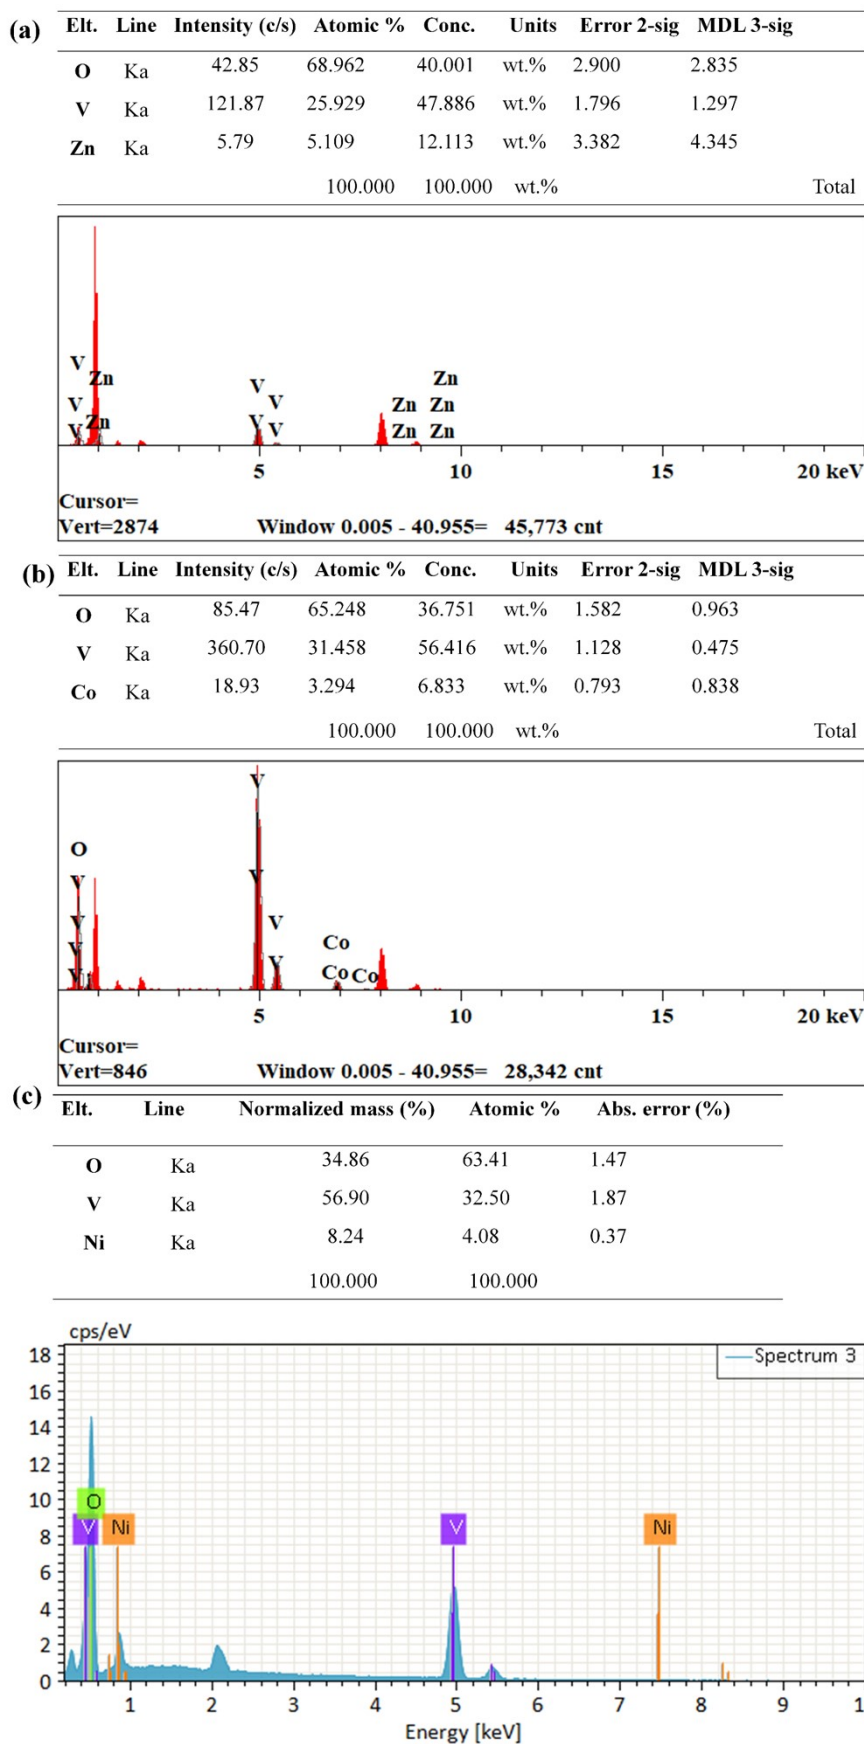 (a) Elt. Line Intensity (c/s) Atomic % Conc. Units Error 2-sig MDL 3-sig
O Ka 42.85 68.962 40.001 wt.% 2.900 2.835
V Ka 121.87 25.929 47.886 wt.% 1.796 1.297
Zn Ka 5.79 5.109 12.113 wt.% 3.382 4.345
100.000 100.000 wt.% Total
V
Zn
V
V Zn
V
V
V
V
Zn
Zn Zn
Zn Zn
5 10 15 20 keV
Cursor=
Vert=2874 Window 0.005 - 40.955= 45,773 cnt
(b) Elt. Line Intensity (c/s) Atomic % Conc. Units Error 2-sig MDL 3-sig
O Ka 85.47 65.248 36.751 wt.% 1.582 0.963
V Ka 360.70 31.458 56.416 wt.% 1.128 0.475
Co Ka 18.93 3.294 6.833 wt.% 0.793 0.838
100.000 100.000 wt.% Total
O
V
V
V
V
V
V
V
V
Co
Co Co
5 10 15 20 keV
Cursor=
Vert=846 Window 0.005 - 40.955= 28,342 cnt
(c) Elt. Line Normalized mass (%) Atomic % Abs. error (%)
O Ka 34.86 63.41 1.47
V Ka 56.90 32.50 1.87
Ni Ka 8.24 4.08 0.37
100.000 100.000
cps/eV
Spectrum 3
18
16
14
12
10
8
6
4
2
0
O
V Ni V Ni
1 2 3 4 5 6 7 8 9
Energy [keV]